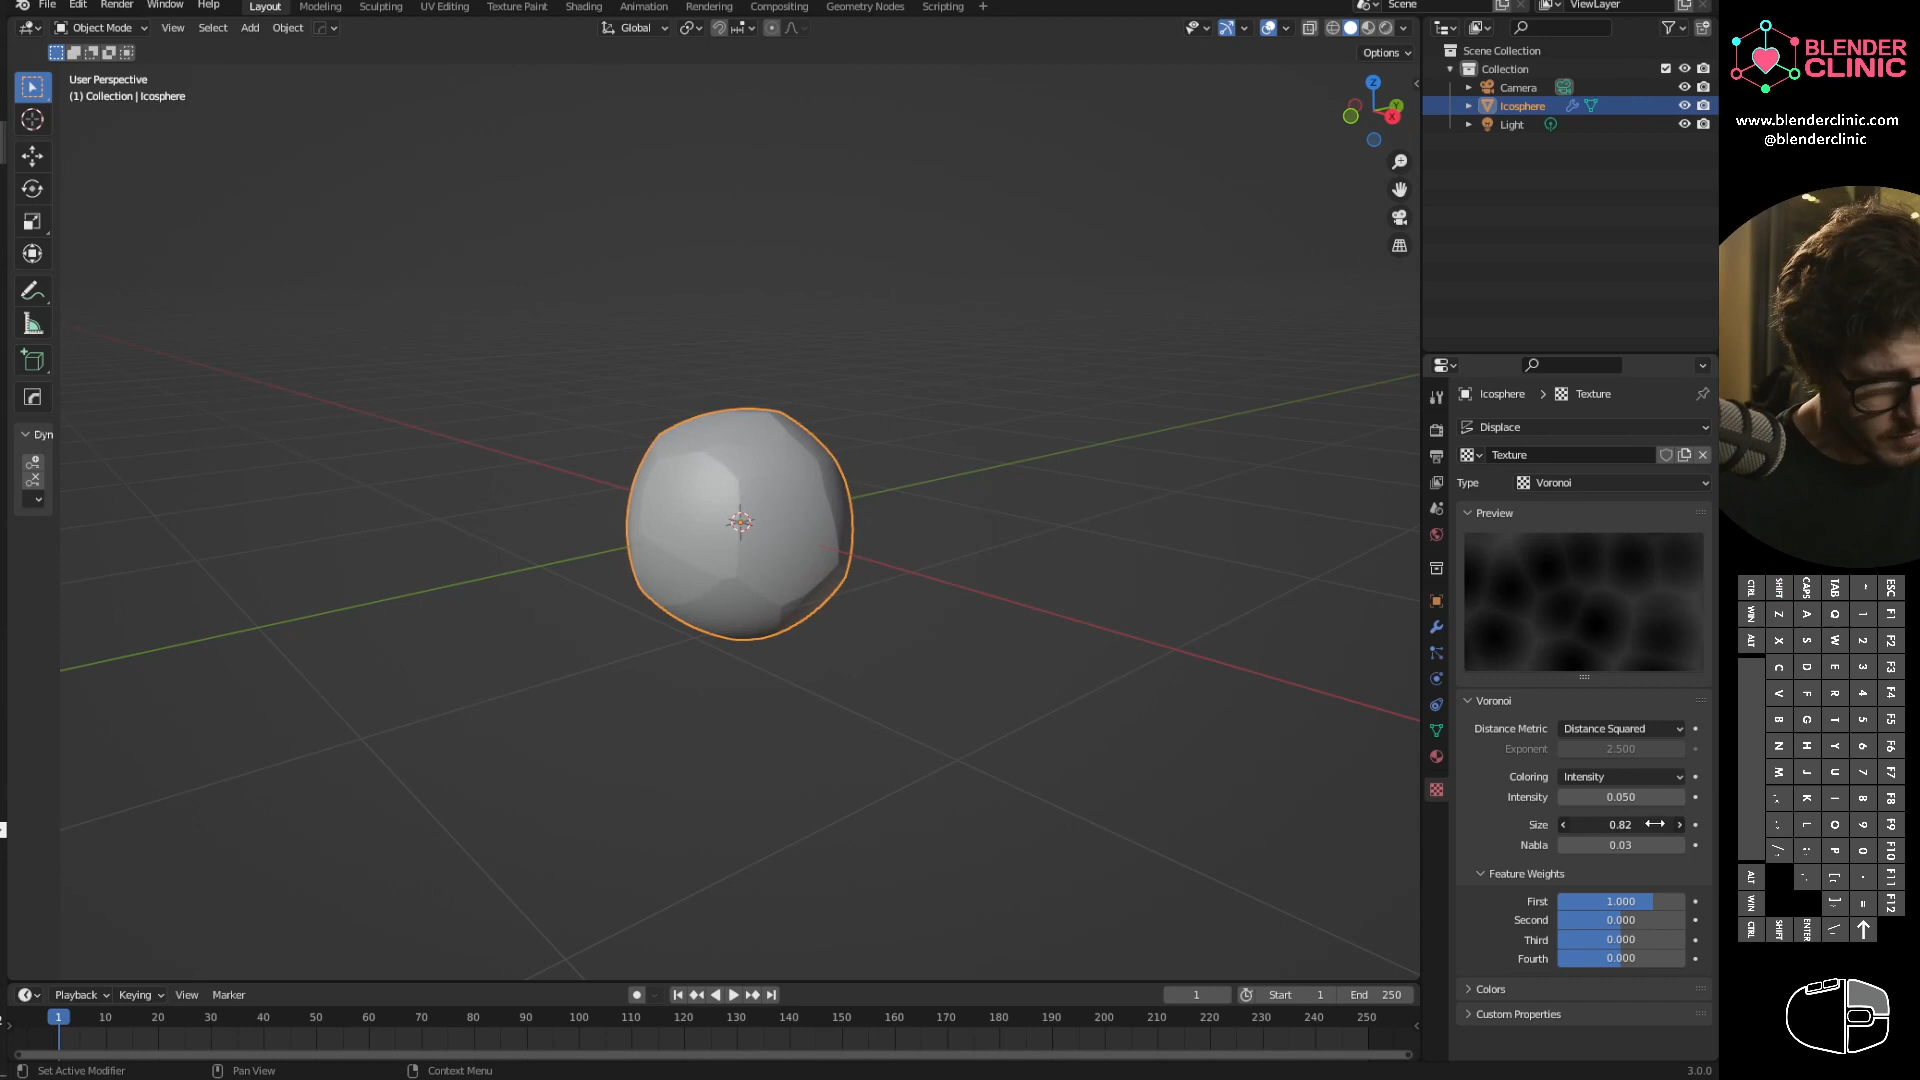 File Edit Render Window Help Layout Modeling Sculpting UV Editing Texture Paint Shading Animation Rendering Compositing Geometry Nodes Scripting + Scene ViewLayer
Object Mode View Select Add Object Global
Options
User Perspective
(1) Collection | Icosphere
Z
Y
X
Dyn
Scene Collection
Collection
Camera
Icosphere
Light
Icosphere > Texture
Displace
Texture
Type Voronoi
Preview
Voronoi
Distance Metric Distance Squared
Exponent 2.500
Coloring Intensity
Intensity 0.050
Size 0.82
Nabla 0.03
Feature Weights
First 1.000
Second 0.000
Third 0.000
Fourth 0.000
Colors
Custom Properties
BLENDER
CLINIC
www.blenderclinic.com
@blenderclinic
CTRL SHIFT CAPS TAB ~ ESC
WIN Z A Q 1 F1
ALT X S W 2 F2
C D E 3 F3
V F R 4 F4
B G T 5 F5
N H Y 6 F6
M J U 7 F7
K I 8 F8
L O 9 F9
P 0 F10
ALT F11
WIN = F12
CTRL SHIFT ENTER
Playback Keying View Marker 1 Start 1 End 250
1 10 20 30 40 50 60 70 80 90 100 110 120 130 140 150 160 170 180 190 200 210 220 230 240 250
Set Active Modifier Pan View Context Menu 3.0.0